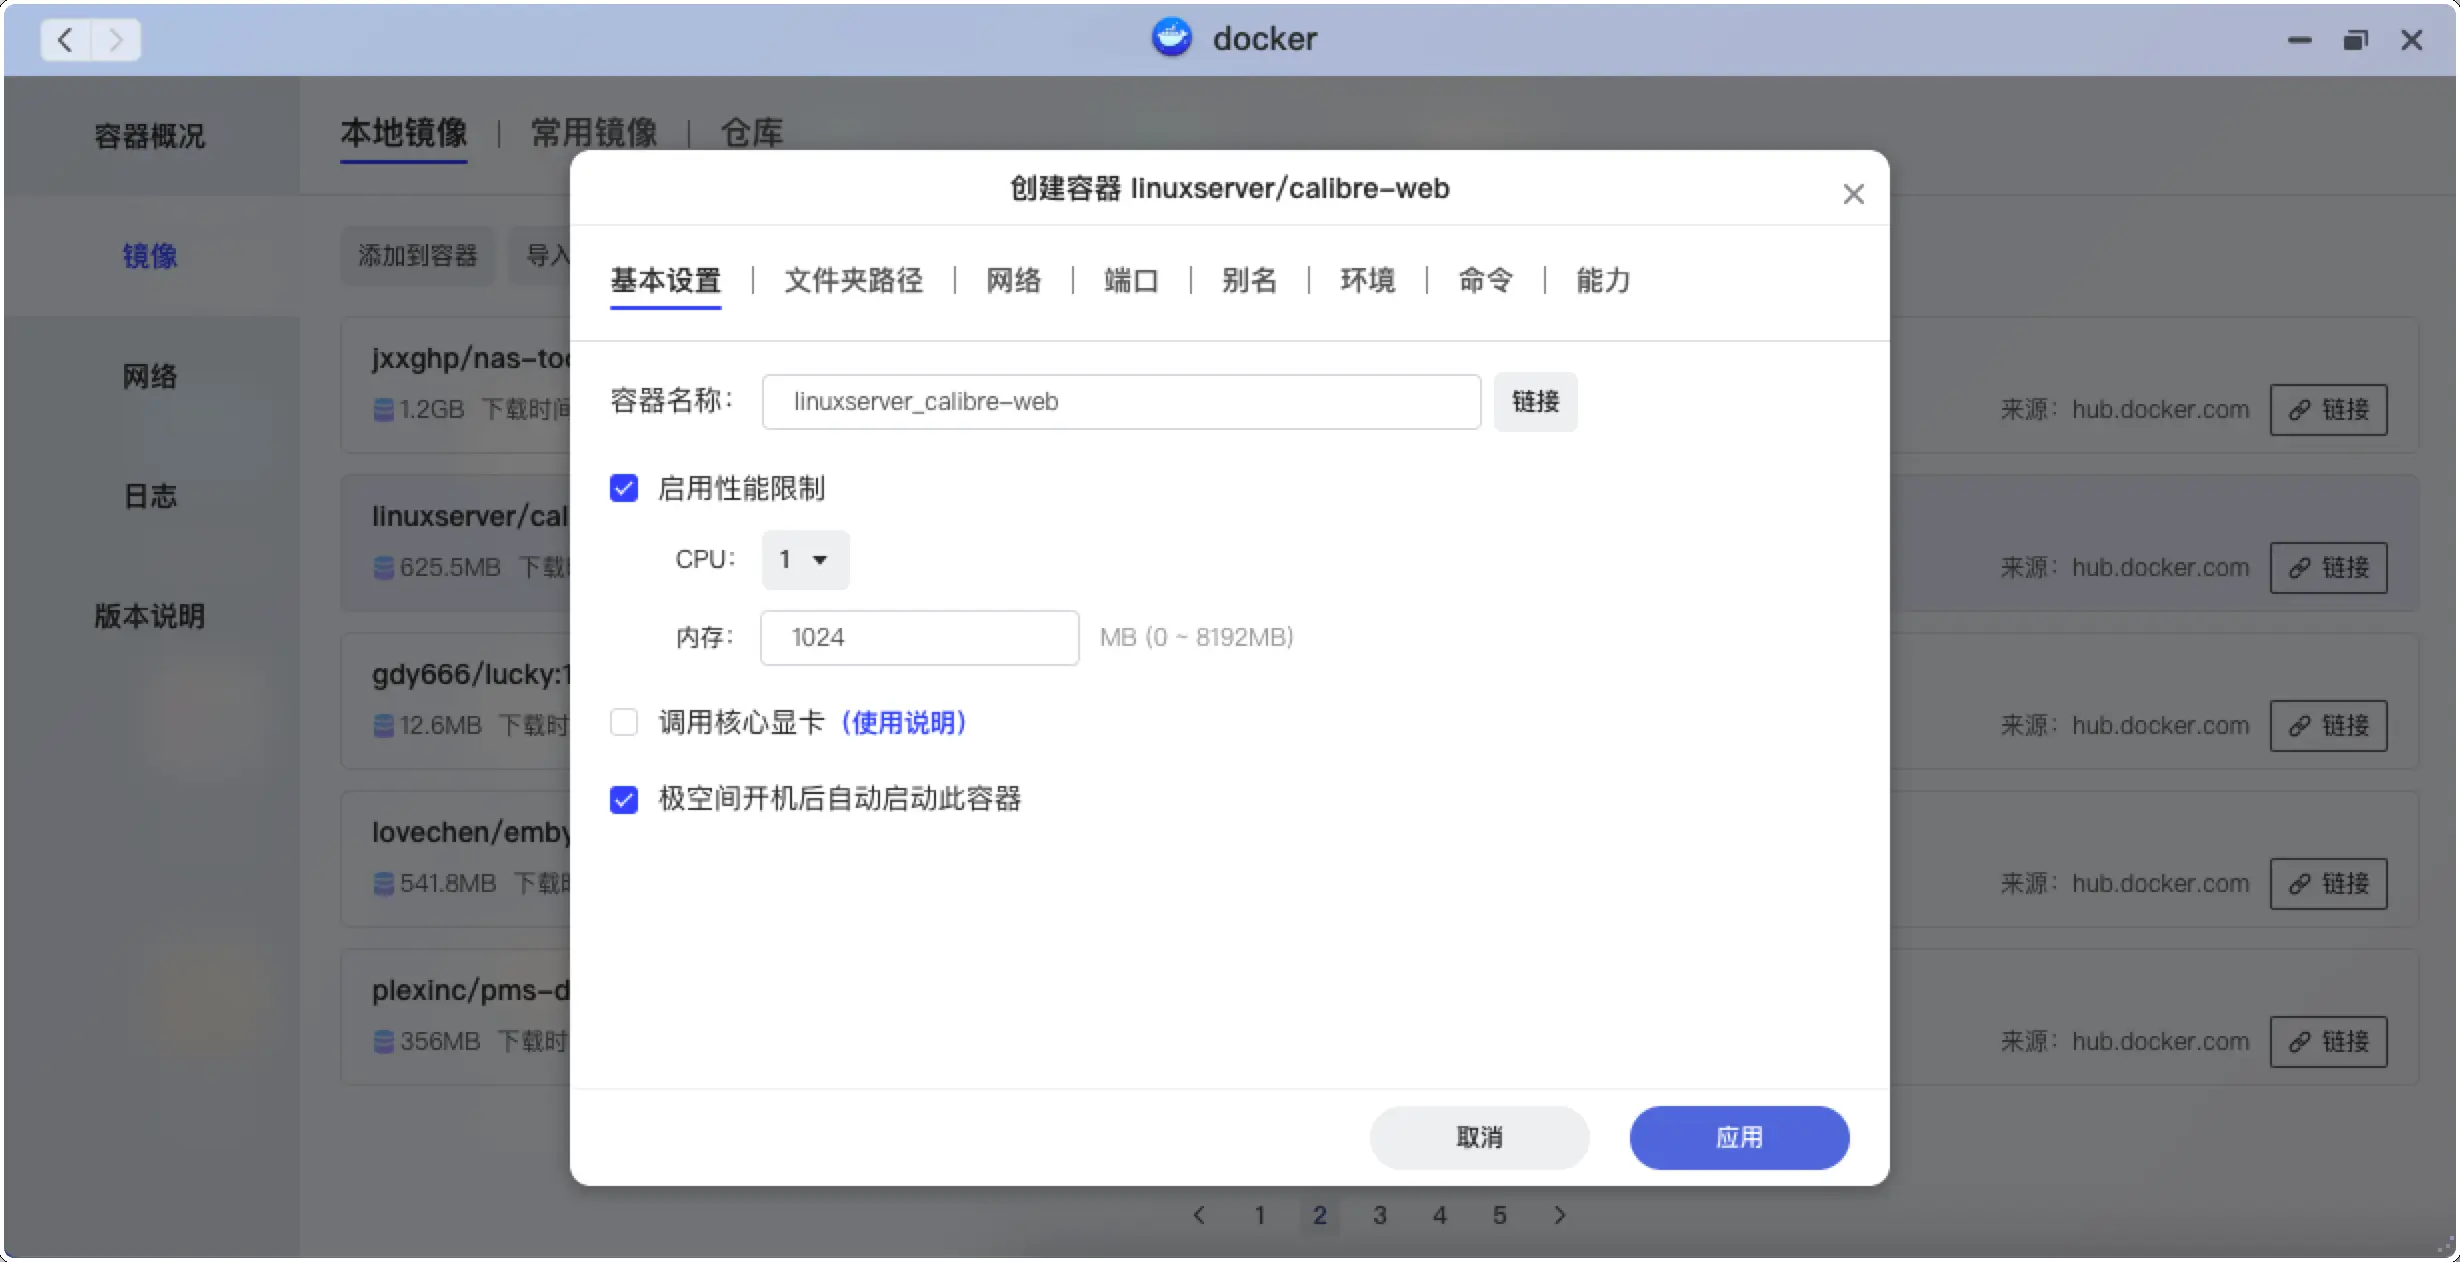 docker
容器概况
镜像
网络
日志
版本说明
本地镜像 | 常用镜像 | 仓库
添加到容器 导入
jxxghp/nas-too
1.2GB 下载时间
来源：hub.docker.com 链接
linuxserver/cal
625.5MB 下载
来源：hub.docker.com 链接
gdy666/lucky:1
12.6MB 下载时
来源：hub.docker.com 链接
lovechen/emby
541.8MB 下载
来源：hub.docker.com 链接
plexinc/pms-d
356MB 下载时
来源：hub.docker.com 链接
创建容器 linuxserver/calibre-web
基本设置 | 文件夹路径 | 网络 | 端口 | 别名 | 环境 | 命令 | 能力
容器名称： linuxserver_calibre-web 链接
启用性能限制
CPU： 1
内存： 1024 MB (0 ~ 8192MB)
调用核心显卡（使用说明）
极空间开机后自动启动此容器
取消 应用
1 2 3 4 5